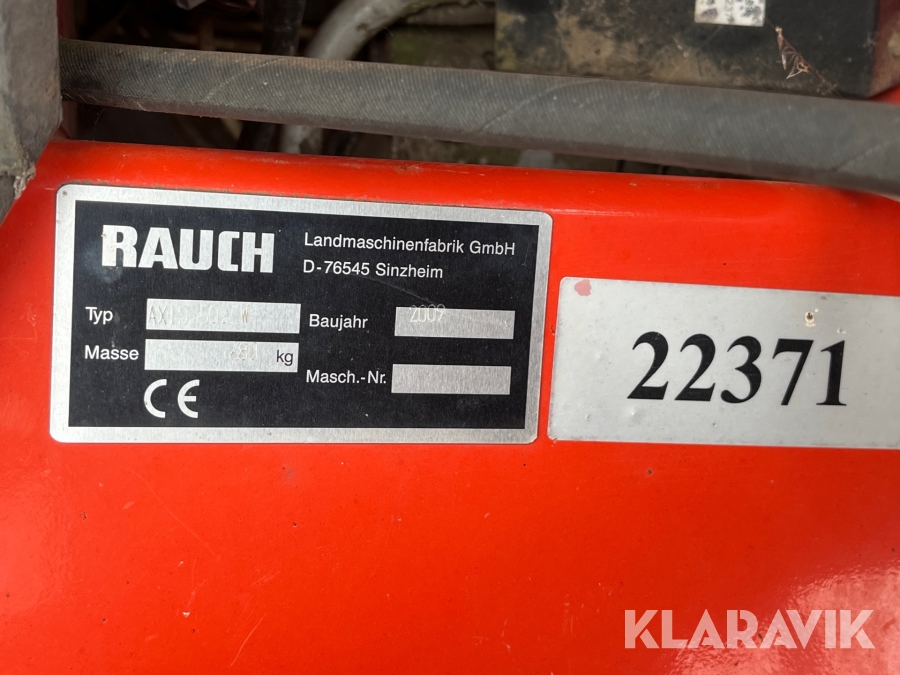 RAUCH
Landmaschinenfabrik GmbH
D-76545 Sinzheim
Typ
W
Baujahr
Masse
kg
Masch.-Nr.
CE
22371
KLARAVIK